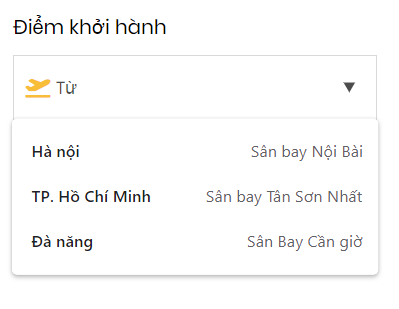 Điểm khởi hành
Từ
Hà nội Sân bay Nội Bài
TP. Hồ Chí Minh Sân bay Tân Sơn Nhất
Đà năng Sân Bay Cần giờ